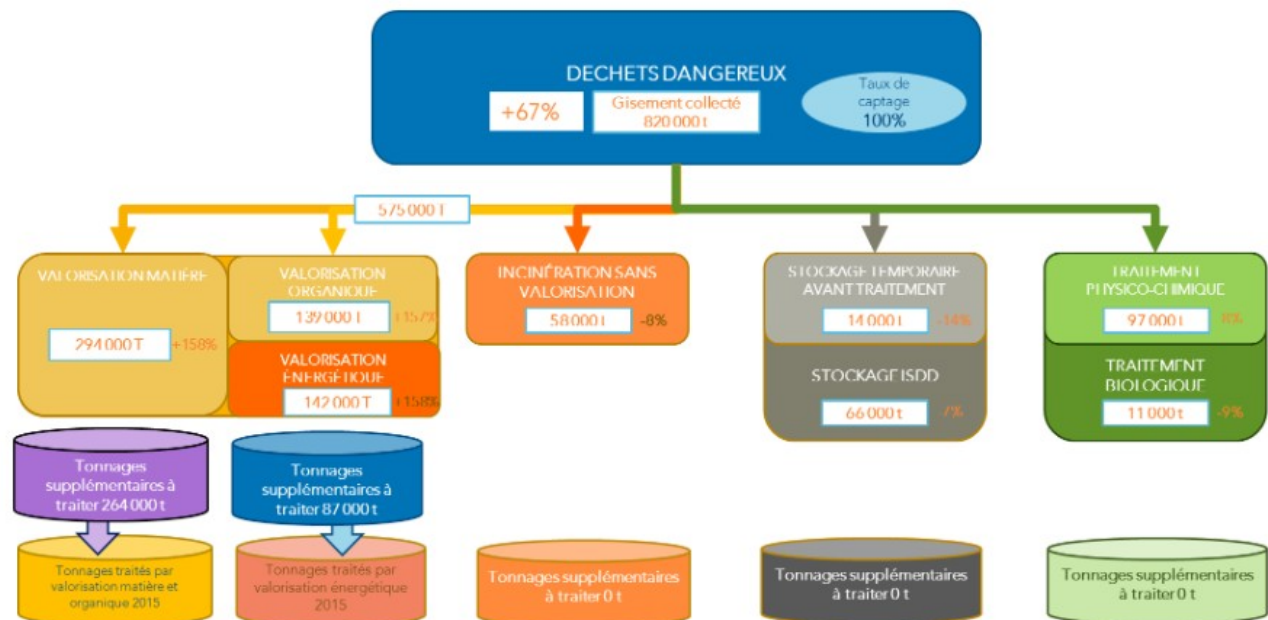 DECHETS DANGEREUX
+67%
Gisement collecté
820 000 t
Taux de
captage
100%
575 000 T
VALORISATION MATIÈRE
294 000 T
+158%
VALORISATION
ORGANIQUE
139 000 T
+157%
VALORISATION
ÉNERGÉTIQUE
142 000 T
+158%
INCINÉRATION SANS
VALORISATION
58 000 t
-8%
STOCKAGE TEMPORAIRE
AVANT TRAITEMENT
14 000 t
-14%
STOCKAGE ISDD
66 000 t
-7%
TRAITEMENT
PHYSICO-CHIMIQUE
97 000 t
-8%
TRAITEMENT
BIOLOGIQUE
11 000 t
-9%
Tonnages
supplémentaires à
traiter 264 000 t
Tonnages
supplémentaires à
traiter 87 000 t
Tonnages traités par
valorisation matière et
organique 2015
Tonnages traités par
valorisation énergétique
2015
Tonnages supplémentaires
à traiter 0 t
Tonnages supplémentaires
à traiter 0 t
Tonnages supplémentaires
à traiter 0 t